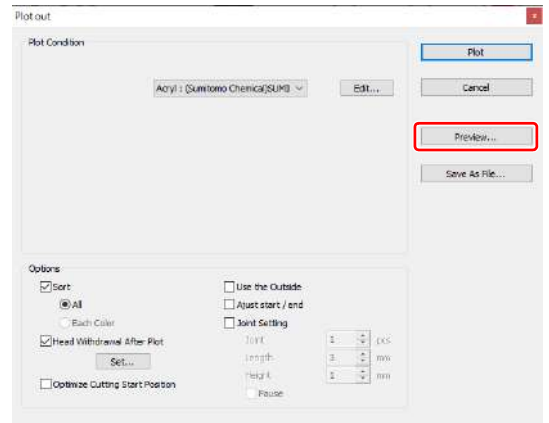 Plot out
Plot Condition
Acryl : (Sumitomo Chemical)SUMI
Edit...
Plot
Cancel
Preview...
Save As File...
Options
Sort
All
Each Color
Head Withdrawal After Plot
Set...
Optimize Cutting Start Position
Use the Outside
Ajust start / end
Joint Setting
Joint 1 pcs
Length 3 mm
Height 1 mm
Pause